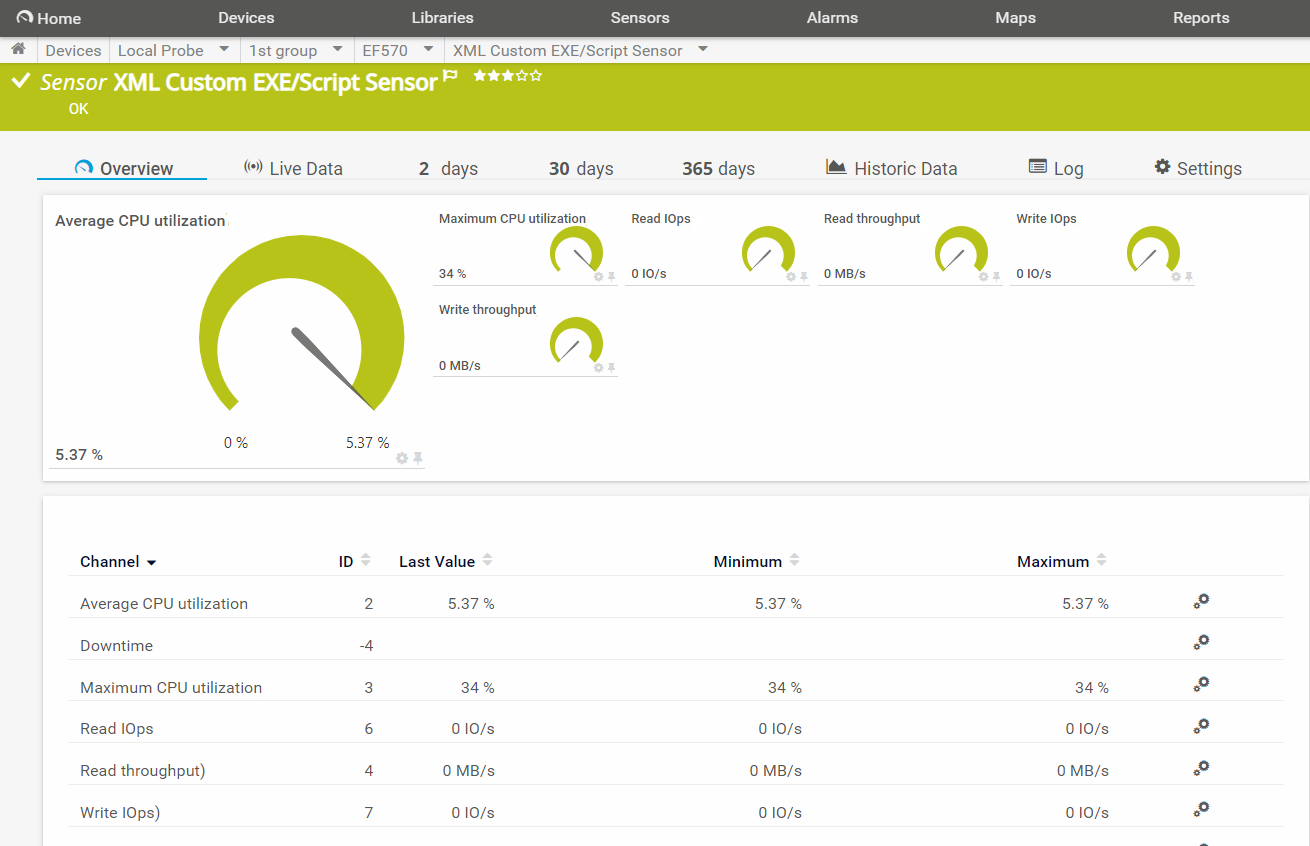 Home Devices Libraries Sensors Alarms Maps Reports
Devices Local Probe 1st group EF570 XML Custom EXE/Script Sensor
Sensor XML Custom EXE/Script Sensor
OK
Overview Live Data 2 days 30 days 365 days Historic Data Log Settings
Average CPU utilization
0 %
5.37 %
5.37 %
Maximum CPU utilization
34 %
Read IOps
0 IO/s
Read throughput
0 MB/s
Write IOps
0 IO/s
Write throughput
0 MB/s
Channel ID Last Value Minimum Maximum
Average CPU utilization 2 5.37 % 5.37 % 5.37 %
Downtime -4
Maximum CPU utilization 3 34 % 34 % 34 %
Read IOps 6 0 IO/s 0 IO/s 0 IO/s
Read throughput) 4 0 MB/s 0 MB/s 0 MB/s
Write IOps) 7 0 IO/s 0 IO/s 0 IO/s